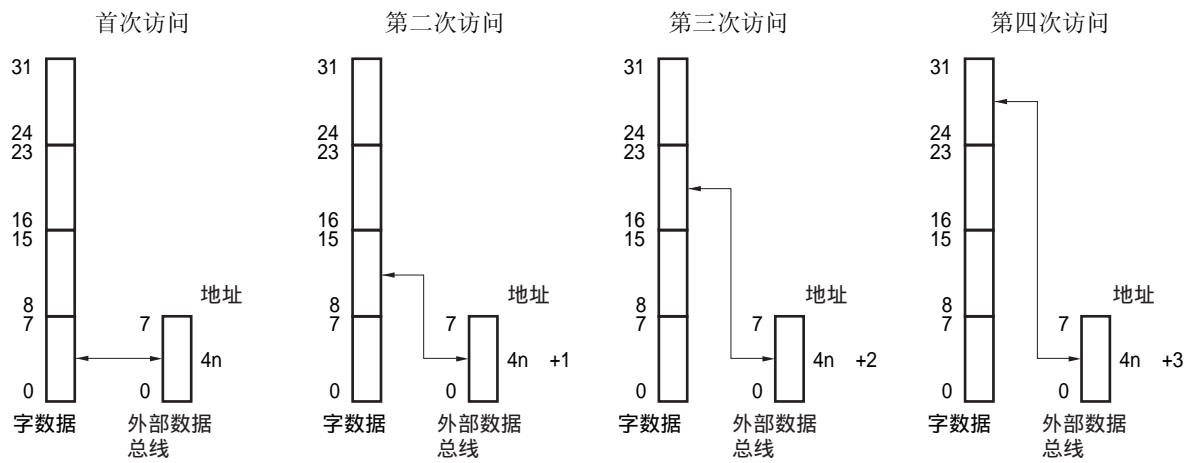 首次访问
31
24
23
16
15
8
7
0
字数据
地址
7
4n
0
外部数据
总线
第二次访问
31
24
23
16
15
8
7
0
字数据
地址
7
4n +1
0
外部数据
总线
第三次访问
31
24
23
16
15
8
7
0
字数据
地址
7
4n +2
0
外部数据
总线
第四次访问
31
24
23
16
15
8
7
0
字数据
地址
7
4n +3
0
外部数据
总线